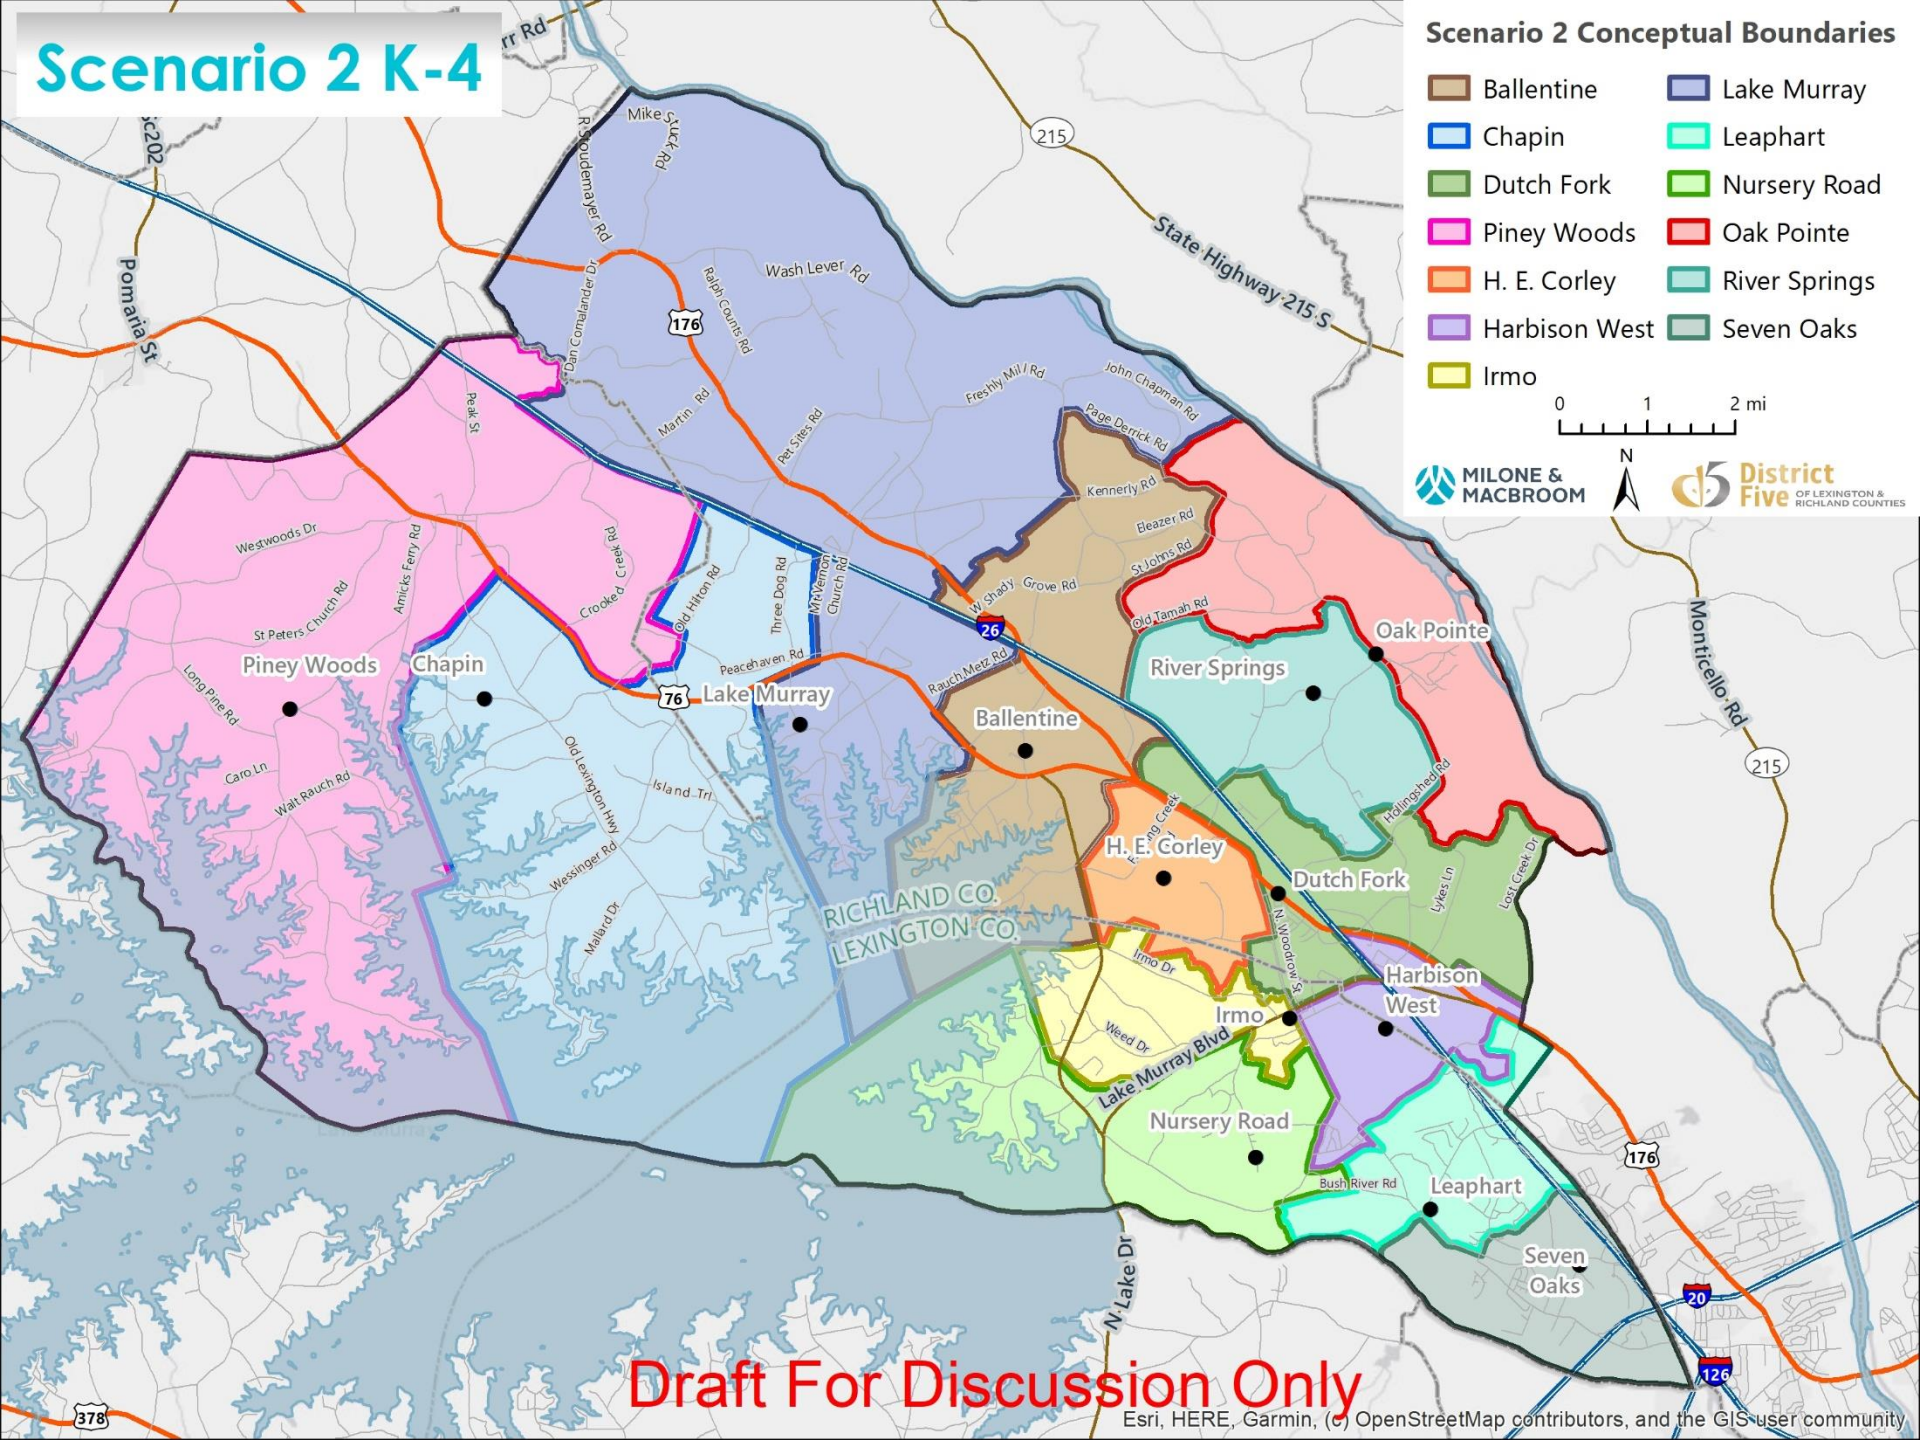 Scenario 2 K-4
Scenario 2 Conceptual Boundaries
Ballentine
Chapin
Dutch Fork
Piney Woods
H. E. Corley
Harbison West
Irmo
Lake Murray
Leaphart
Nursery Road
Oak Pointe
River Springs
Seven Oaks
0 1 2 mi
MILONE &
MACBROOM
N
5 District
Five OF LEXINGTON &
RICHLAND COUNTIES
rr Rd
Sc202
Pomaria St
Mike Stuck Rd
R Stoudemayer Rd
215
State Highway 215 S
Dan Comalander Dr
176
Ralph Counts Rd
Wash Lever Rd
Peak St
Martin Rd
Pet Sites Rd
Freshly Mill Rd
John Chapman Rd
Page Derrick Rd
Kennerly Rd
Eleazer Rd
St Johns Rd
Westwoods Dr
Amicks Ferry Rd
Crooked Creek Rd
St Peters Church Rd
Old Hilton Rd
Three Dog Rd
Mt Vernon
Church Rd
W Shady Grove Rd
26
Old Tamah Rd
Oak Pointe
Monticello Rd
Piney Woods
Chapin
Peacehaven Rd
76
Lake Murray
Rauch Metz Rd
River Springs
Long Pine Rd
Ballentine
Caro Ln
Walt Rauch Rd
Old Lexington Hwy
Island Trl
215
Hollingshed Rd
H. E. Corley
Wessinger Rd
Dutch Fork
Lykes Ln
Lost Creek Dr
Mallard Dr
RICHLAND CO.
LEXINGTON CO.
N. Woodrow St
Irmo Dr
Harbison
West
Irmo
Weed Dr
Lake Murray Blvd
Nursery Road
176
Bush River Rd
Leaphart
Seven
Oaks
N Lake Dr
20
126
378
Draft For Discussion Only
Esri, HERE, Garmin, (c) OpenStreetMap contributors, and the GIS user community